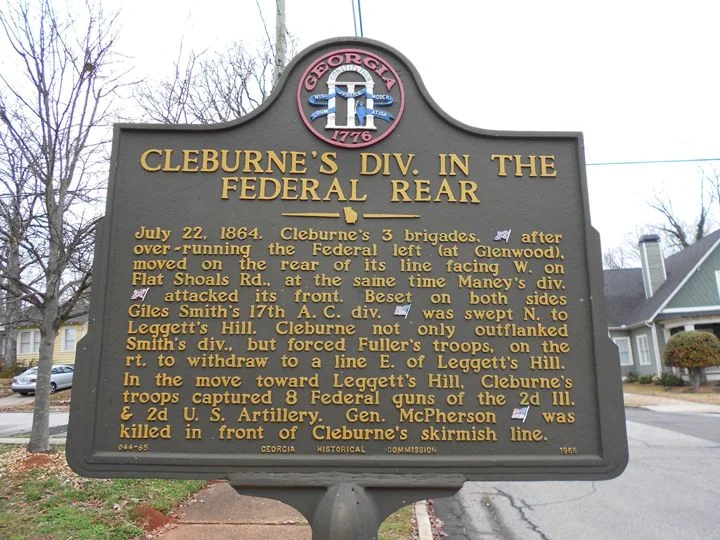 GEORGIA
CONSTITUTION
WISDOM JUSTICE MODERATION
1776
CLEBURNE'S DIV. IN THE
FEDERAL REAR
July 22, 1864. Cleburne's 3 brigades, after
over-running the Federal left (at Glenwood),
moved on the rear of its line facing W. on
Flat Shoals Rd., at the same time Maney's div.
attacked its front. Beset on both sides
Giles Smith's 17th A. C. div. was swept N. to
Leggett's Hill. Cleburne not only outflanked
Smith's div., but forced Fuller's troops, on the
rt. to withdraw to a line E. of Leggett's Hill.
In the move toward Leggett's Hill, Cleburne's
troops captured 8 Federal guns of the 2d Ill.
& 2d U. S. Artillery. Gen. McPherson was
killed in front of Cleburne's skirmish line.
044-65 GEORGIA HISTORICAL COMMISSION 1956